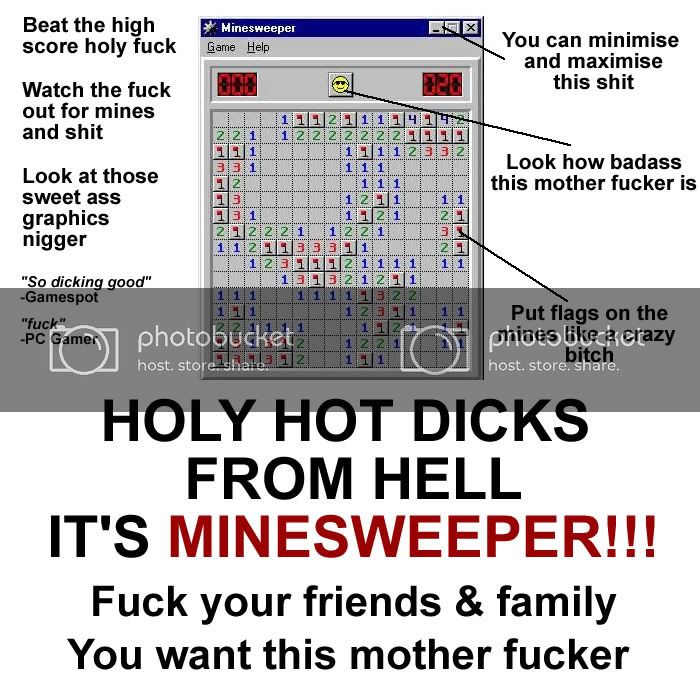 Beat the high
score holy fuck
Watch the fuck
out for mines
and shit
Look at those
sweet ass
graphics
nigger
"So dicking good"
-Gamespot
"fuck"
-PC Gamer
Minesweeper
Game Help
You can minimise
and maximise
this shit
Look how badass
this mother fucker is
Put flags on the
mines like a crazy
bitch
photobucket
host. store. share.
photobucket
host. store. share.
HOLY HOT DICKS
FROM HELL
IT'S MINESWEEPER!!!
Fuck your friends & family
You want this mother fucker